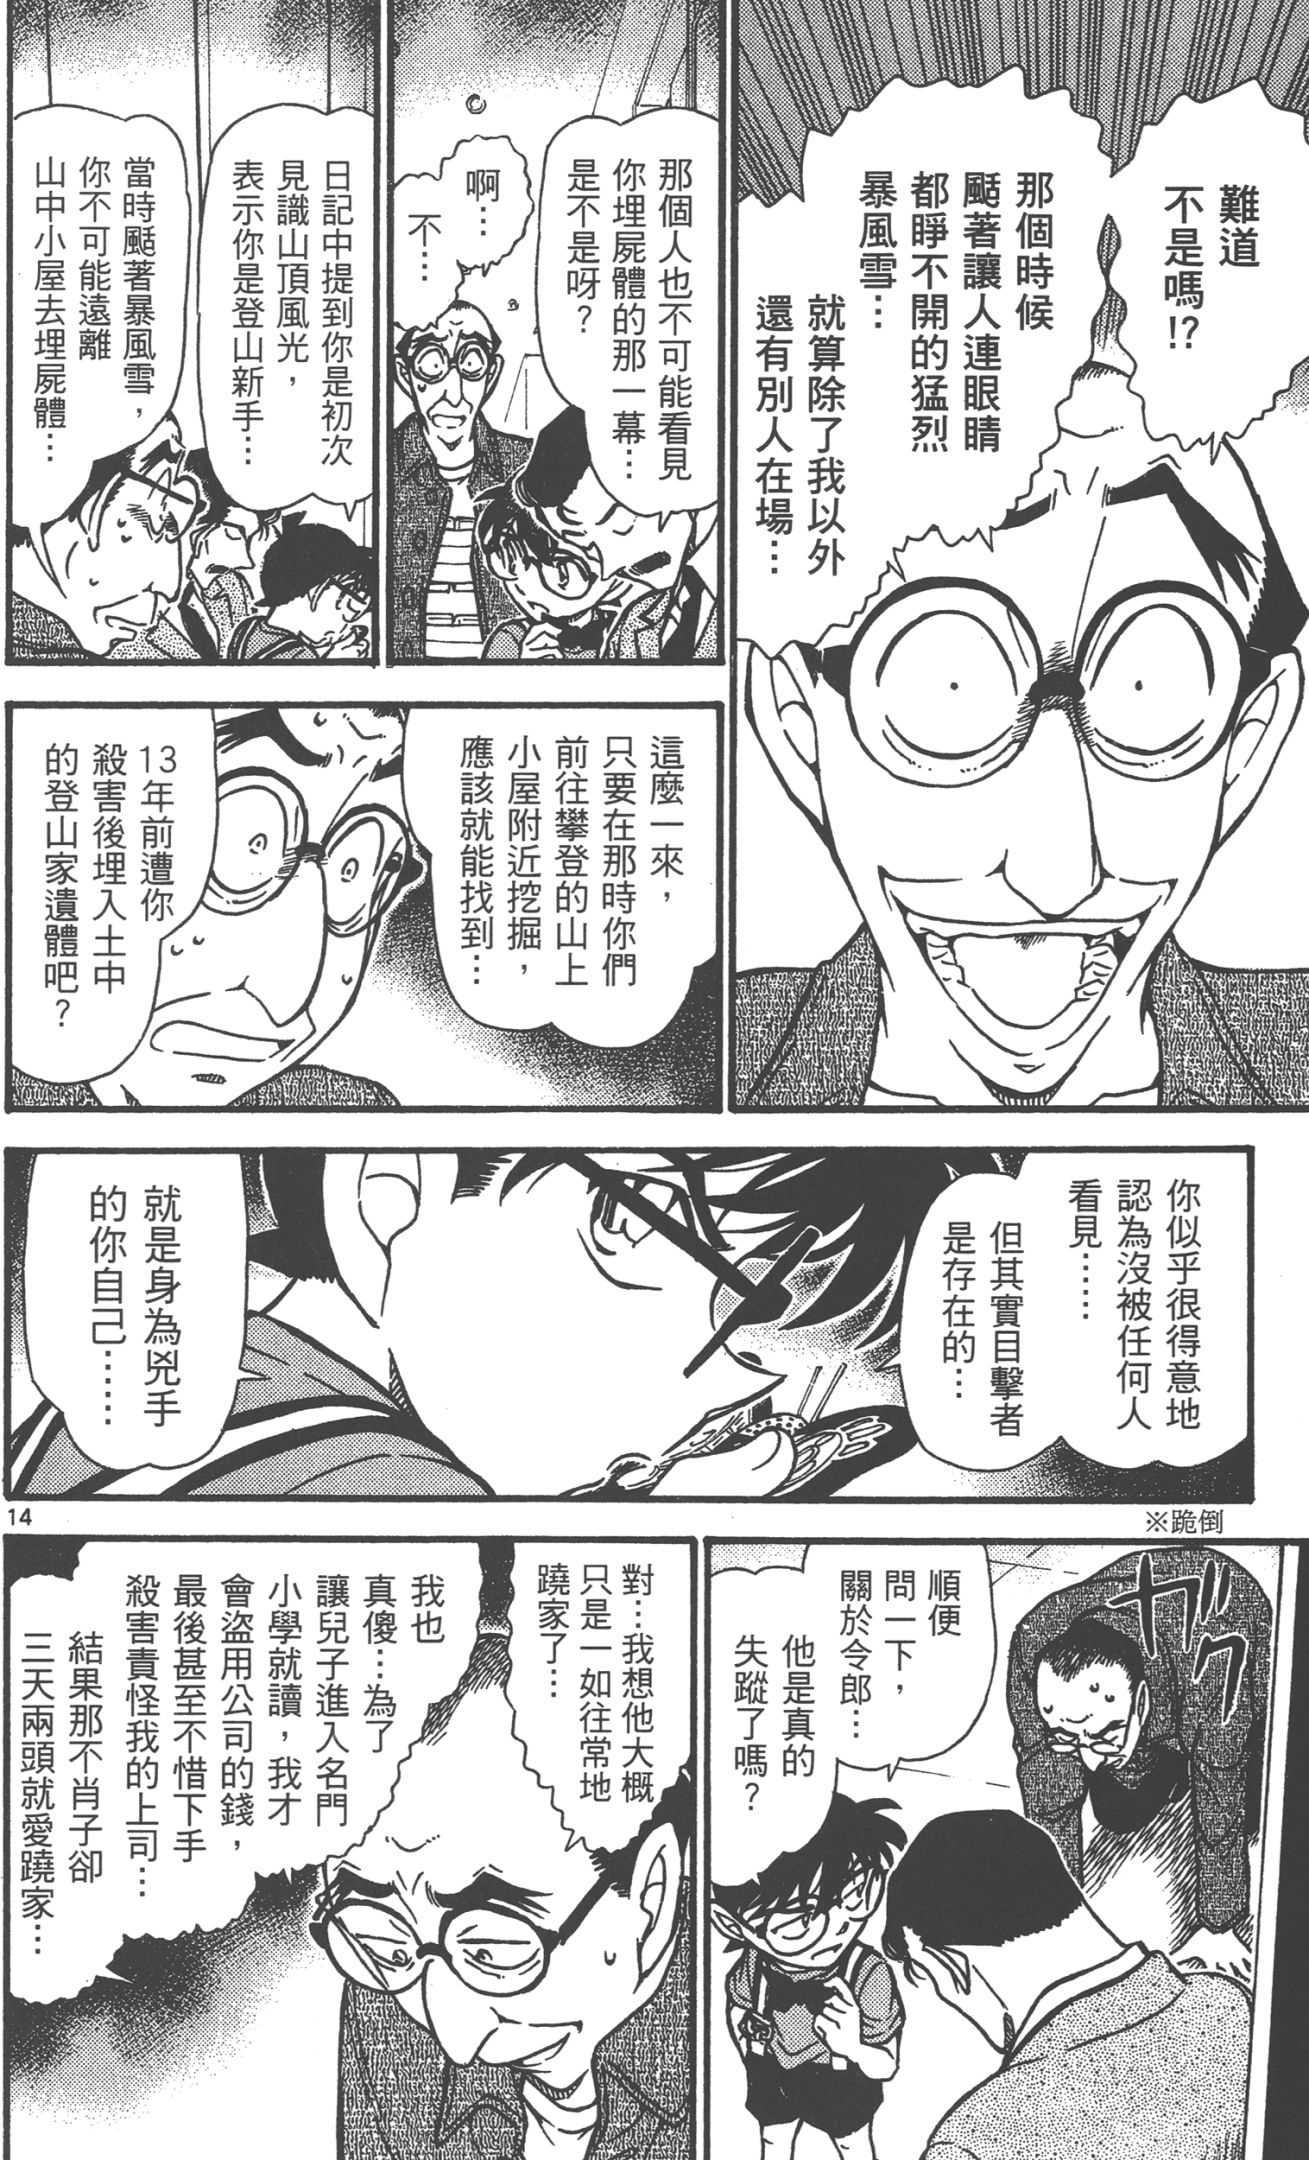 難道
不是嗎!?
那個時候
颳著讓人連眼睛
都睜不開的猛烈
暴風雪…
就算除了我以外
還有別人在場…
那個人也不可能看見
你埋屍體的那一幕…
是不是呀？
啊…
不…
日記中提到你是初次
見識山頂風光，
表示你是登山新手…
當時颳著暴風雪，
你不可能遠離
山中小屋去埋屍體…
這麼一來，
只要在那時你們
前往攀登的山上
小屋附近挖掘，
應該就能找到…
13年前遭你
殺害後埋入土中
的登山家遺體吧？
你似乎很得意地
認為沒被任何人
看見……
但其實目擊者
是存在的…
就是身為兇手
的你自己……
14
※跪倒
ガク
順便
問一下，
關於令郎…
他是真的
失蹤了嗎？
對…我想他大概
只是一如往常地
蹺家了…
我也
真傻…為了
讓兒子進入名門
小學就讀，我才
會盜用公司的錢，
最後甚至不惜下手
殺害責怪我的上司…
結果那不肖子卻
三天兩頭就愛蹺家…